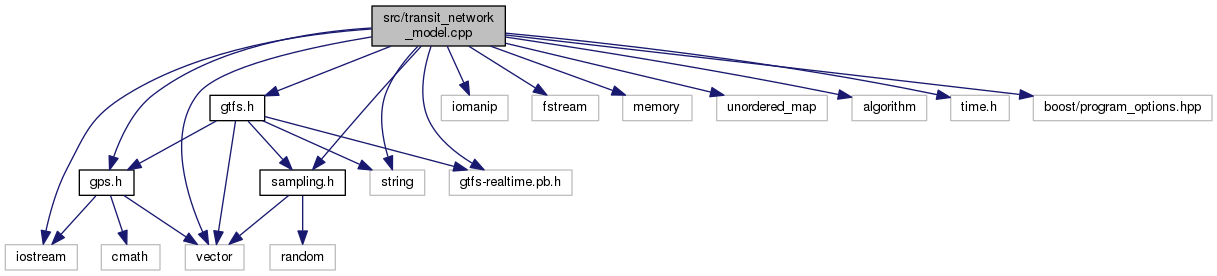 src/transit_network
_model.cpp
gtfs.h
iomanip
fstream
memory
unordered_map
algorithm
time.h
boost/program_options.hpp
gps.h
sampling.h
string
gtfs-realtime.pb.h
iostream
cmath
vector
random